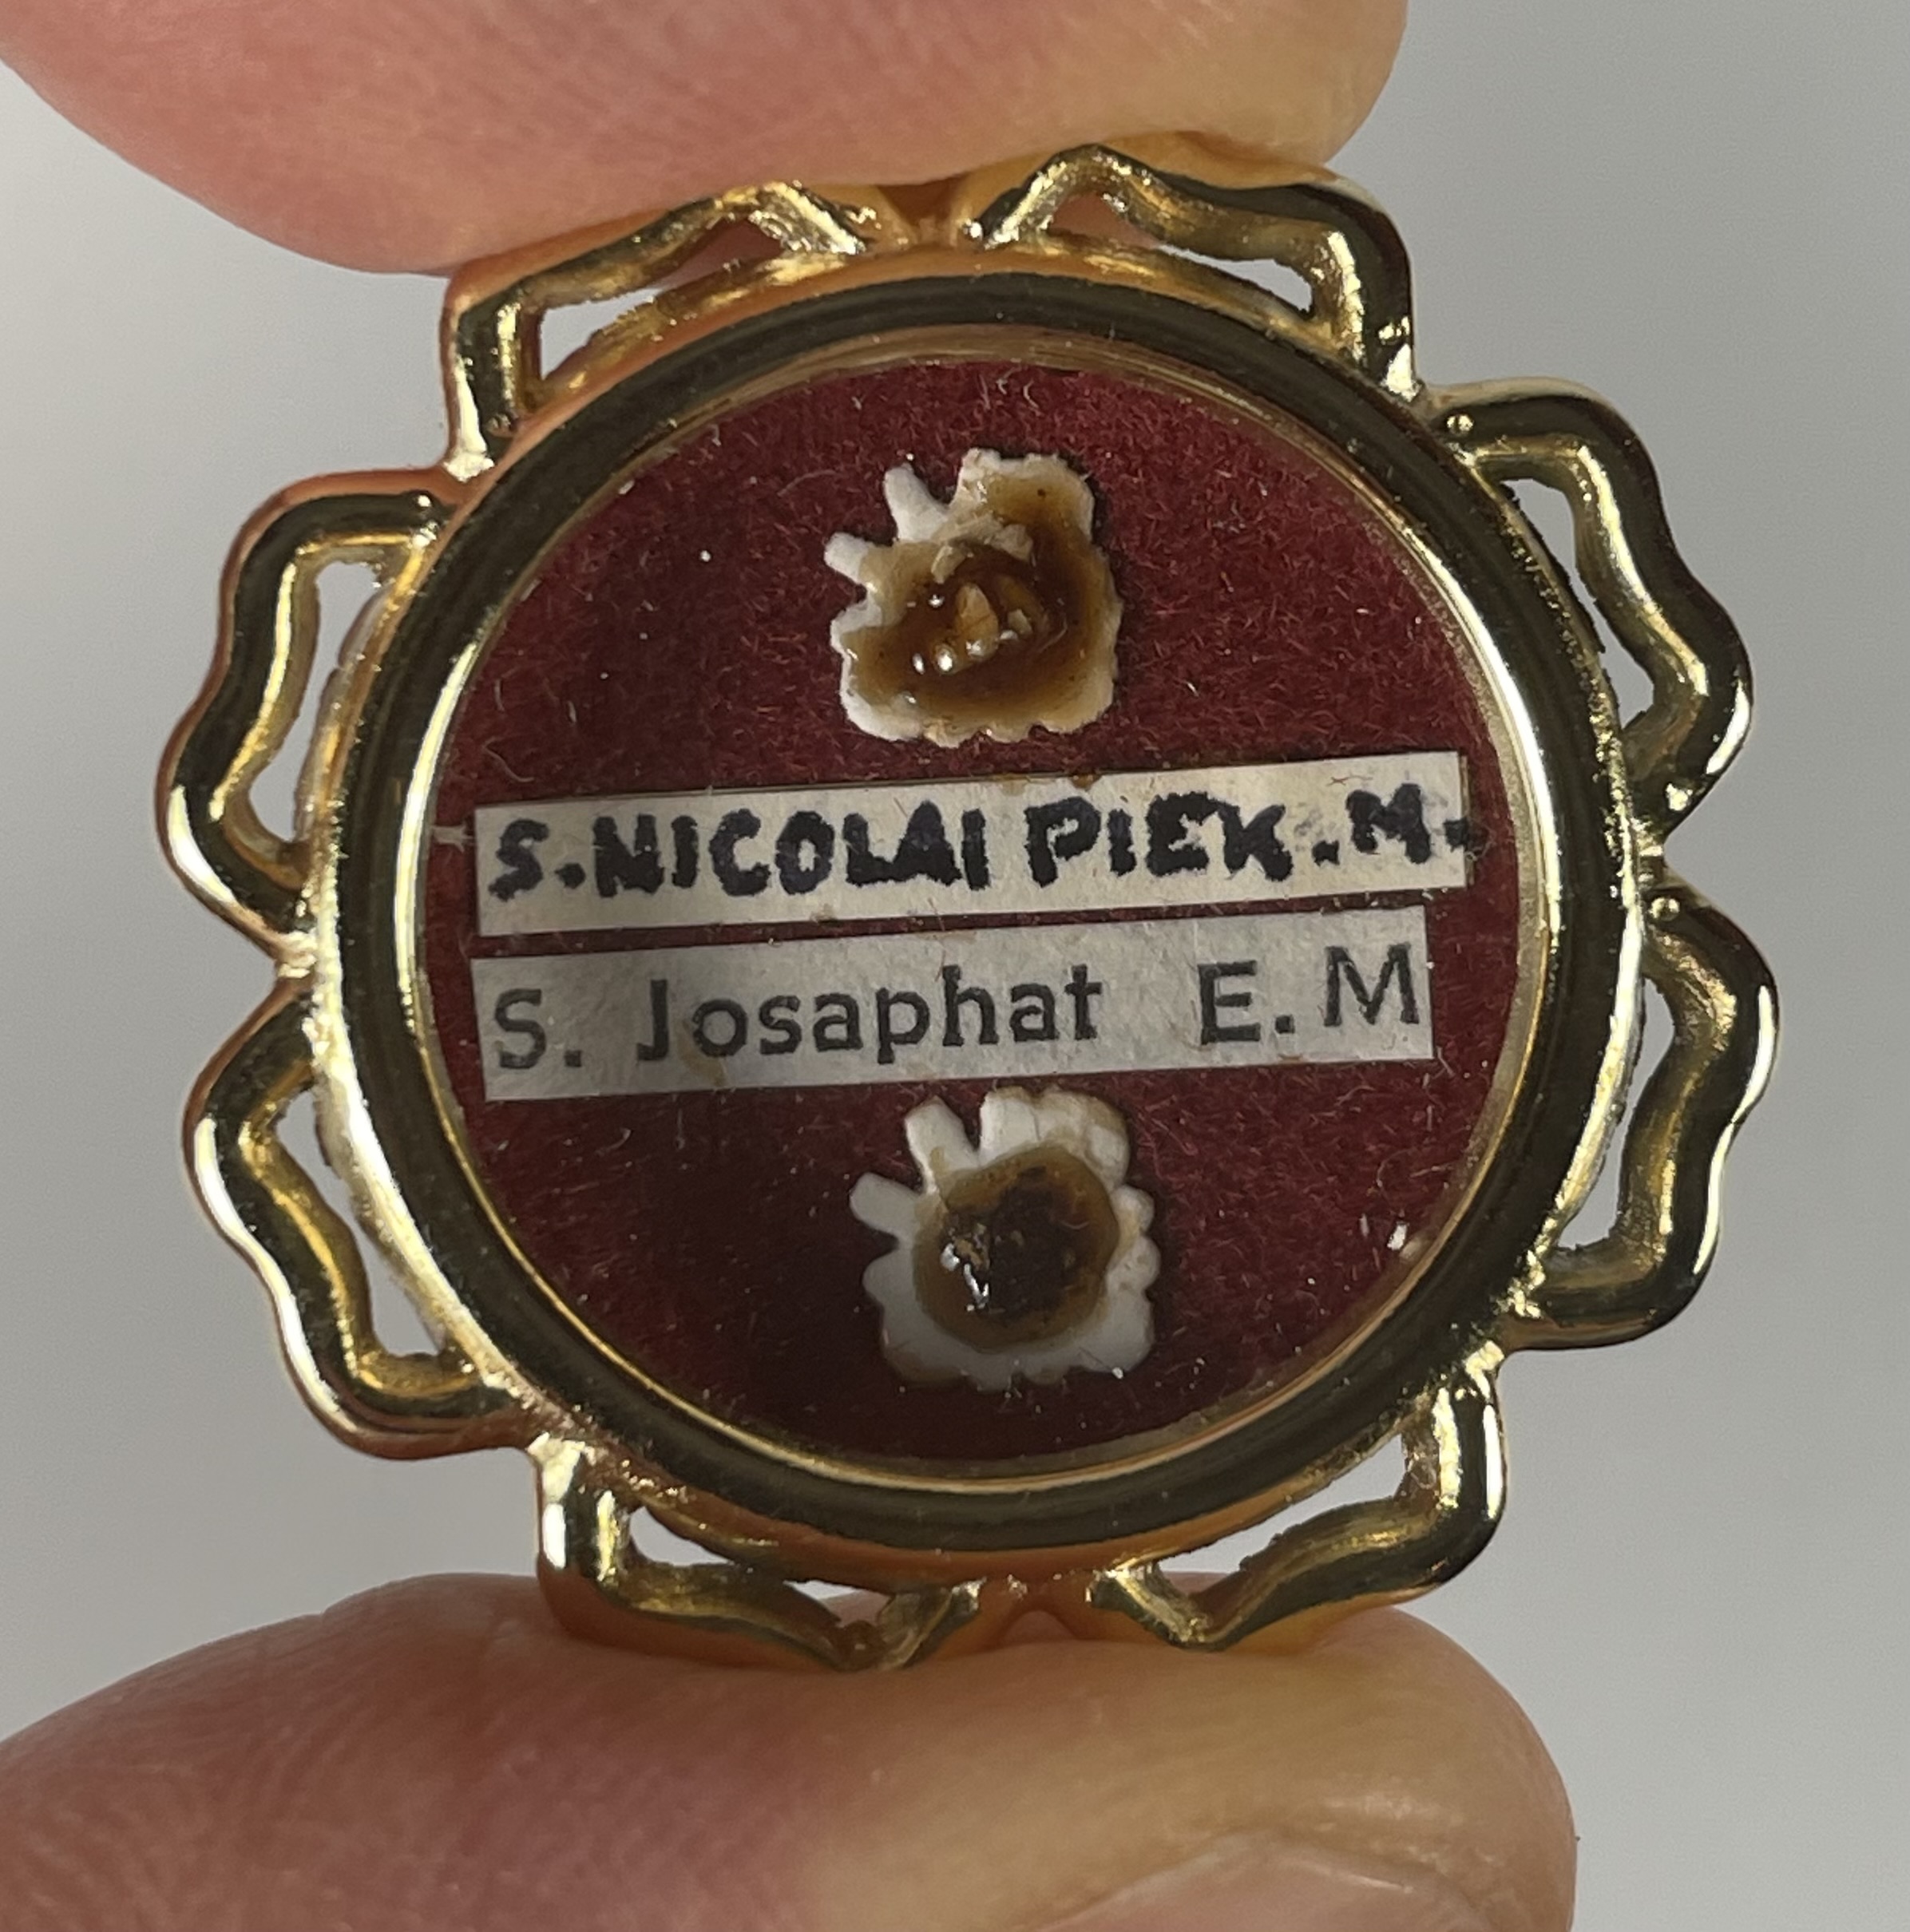 S. NICOLAI PIEK. M.
S. Josaphat E. M